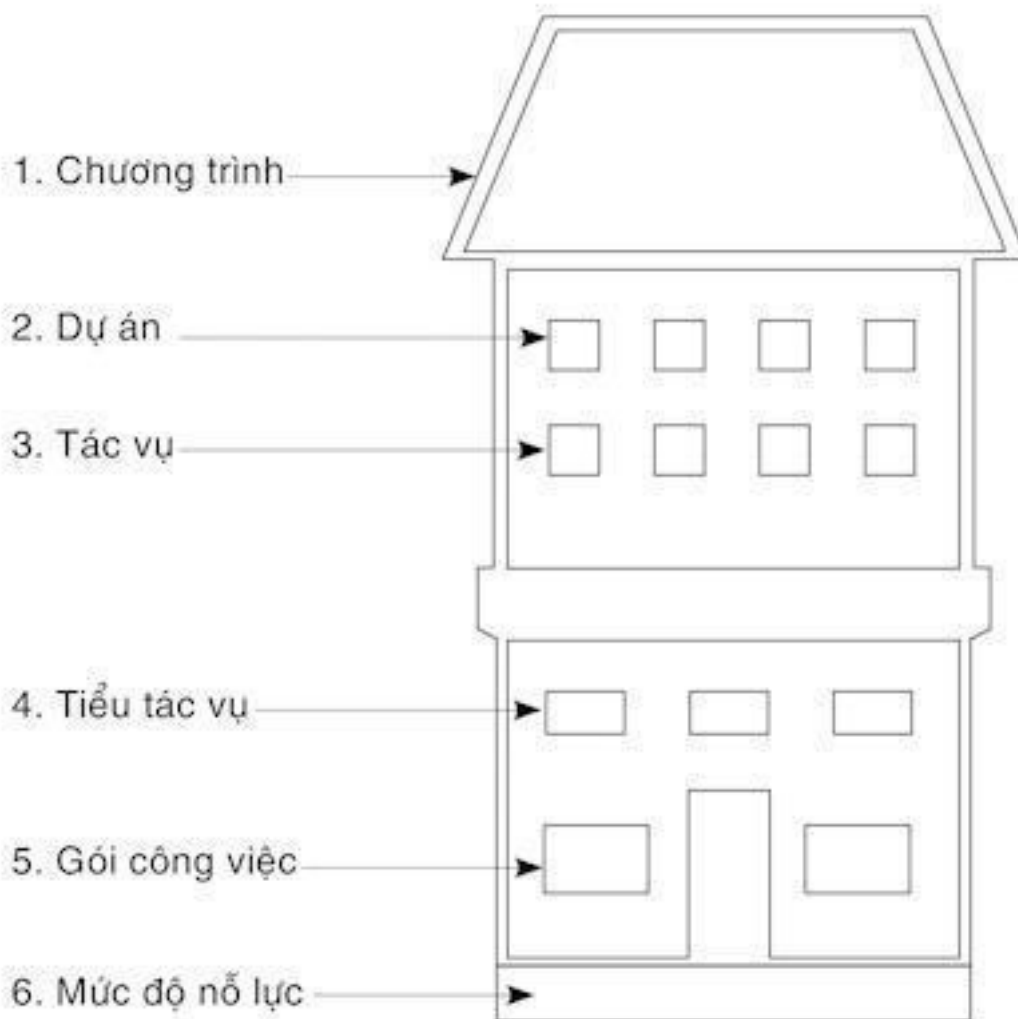 1. Chương trình
2. Dự án
3. Tác vụ
4. Tiểu tác vụ
5. Gói công việc
6. Mức độ nỗ lực